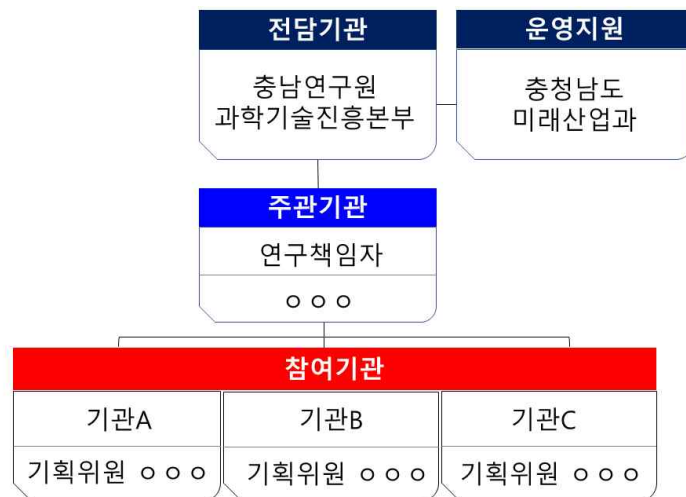 전담기관
충남연구원
과학기술진흥본부
운영지원
충청남도
미래산업과
주관기관
연구책임자
ㅇㅇㅇ
참여기관
기관A
기관B
기관C
기획위원 ㅇㅇㅇ
기획위원 ㅇㅇㅇ
기획위원 ㅇㅇㅇ